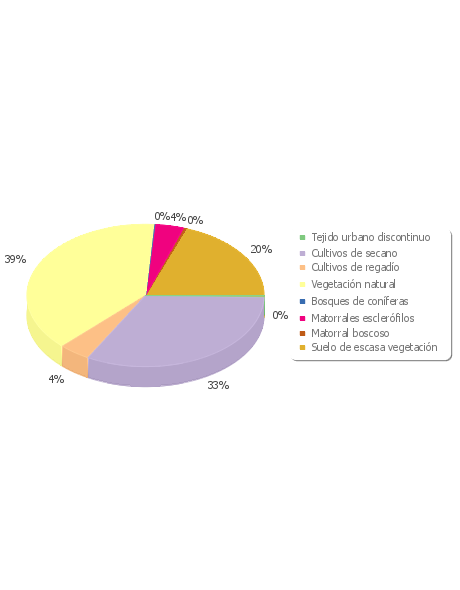 0%
4%
0%
20%
39%
0%
4%
33%
Tejido urbano discontinuo
Cultivos de secano
Cultivos de regadío
Vegetación natural
Bosques de coníferas
Matorrales esclerófilos
Matorral boscoso
Suelo de escasa vegetación